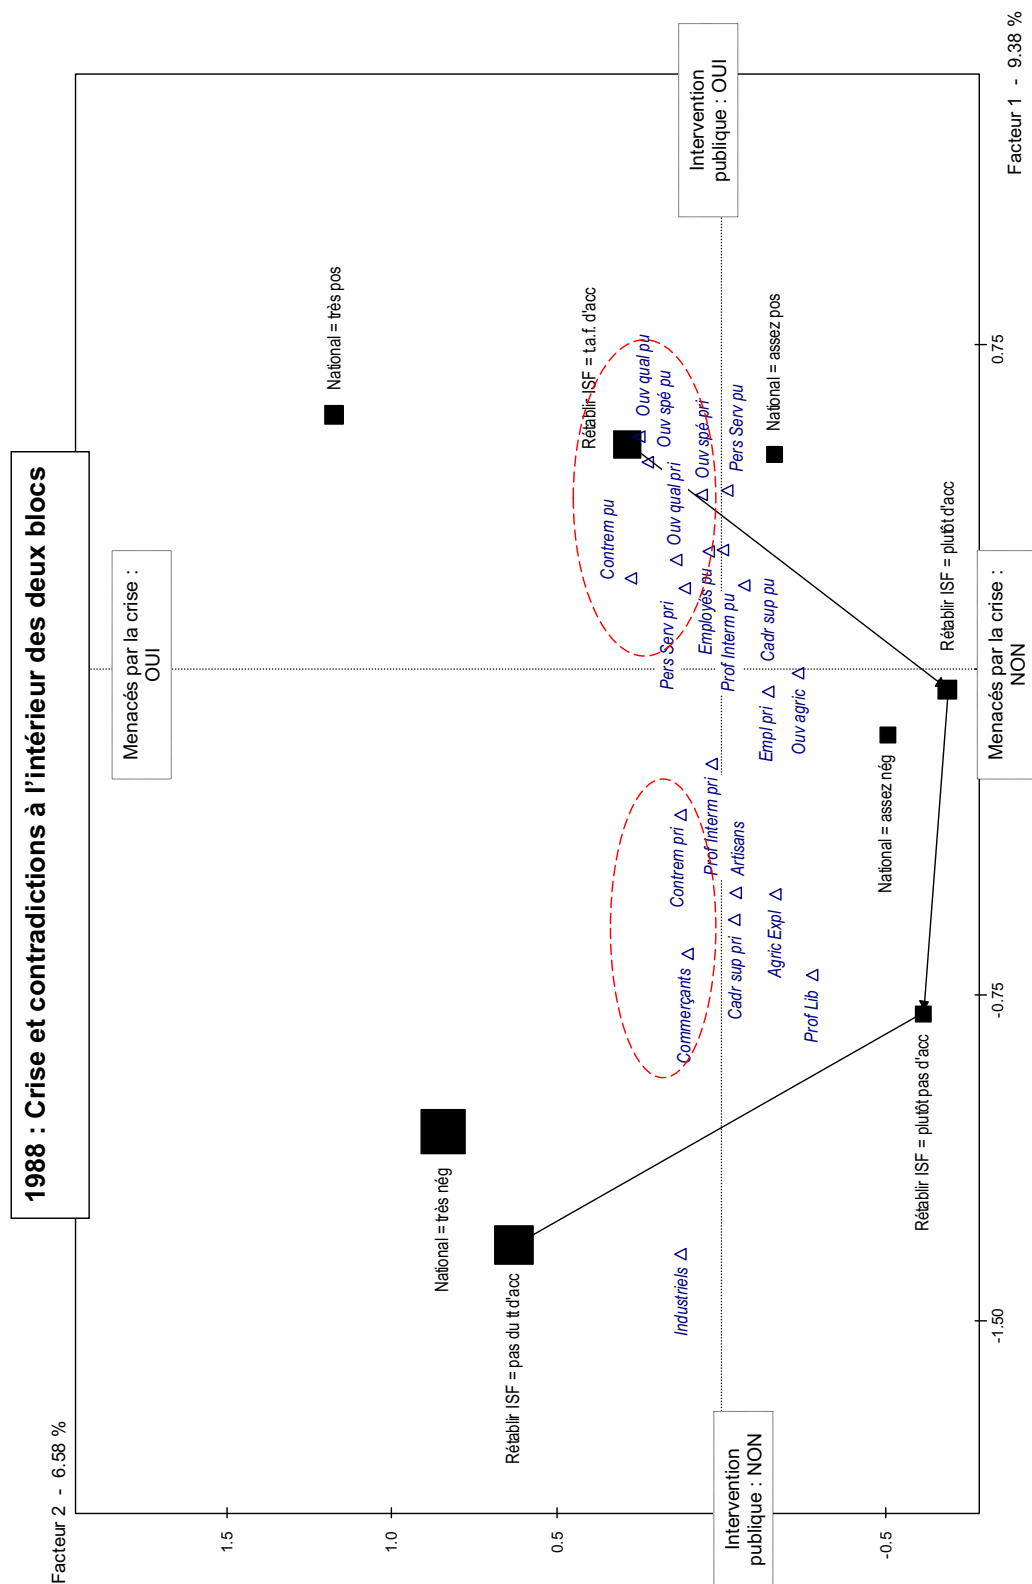 1988 : Crise et contradictions à l'intérieur des deux blocs
Facteur 2 - 6.58 %
Menacés par la crise :
OUI
1.5
National = très pos
1.0
National = très nég
Rétablir ISF = pas du tt d'acc
Rétablir ISF = t.a.f. d'acc
0.5
Contrem pu
Ouv qual pu
Ouv spé pu
Ouv qual pri
Pers Serv pri
Ouv spé pri
Contrem pri
Commerçants
Industriels
Employés pu
Prof Interm pri
Prof Interm pu
Pers Serv pu
Intervention
publique : NON
Intervention
publique : OUI
Cadr sup pri
Artisans
Cadr sup pu
Empl pri
Agric Expl
Ouv agric
Prof Lib
National = assez pos
National = assez nég
-0.5
Rétablir ISF = plutôt pas d'acc
Rétablir ISF = plutôt d'acc
Menacés par la crise :
NON
-1.50
-0.75
0.75
Facteur 1 - 9.38 %